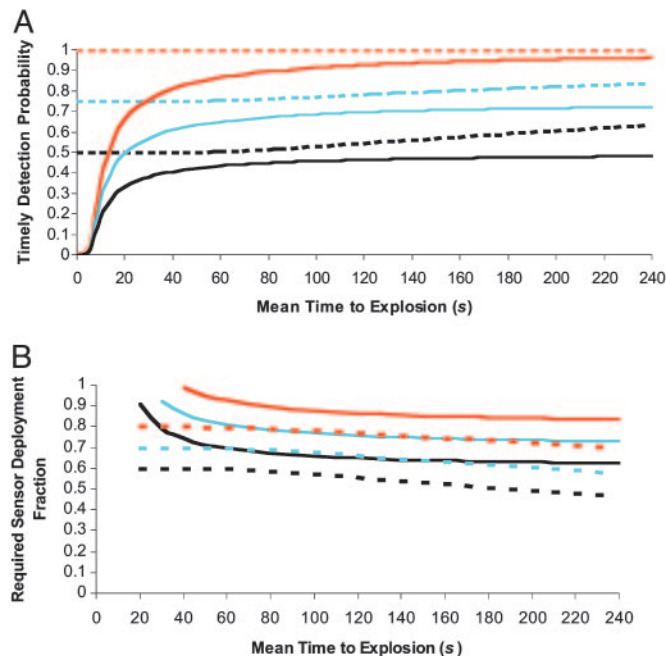 A
Timely Detection Probability
1
0.9
0.8
0.7
0.6
0.5
0.4
0.3
0.2
0.1
0
0 20 40 60 80 100 120 140 160 180 200 220 240
Mean Time to Explosion (s)
B
Required Sensor Deployment
Fraction
1
0.9
0.8
0.7
0.6
0.5
0.4
0.3
0.2
0.1
0
0 20 40 60 80 100 120 140 160 180 200 220 240
Mean Time to Explosion (s)